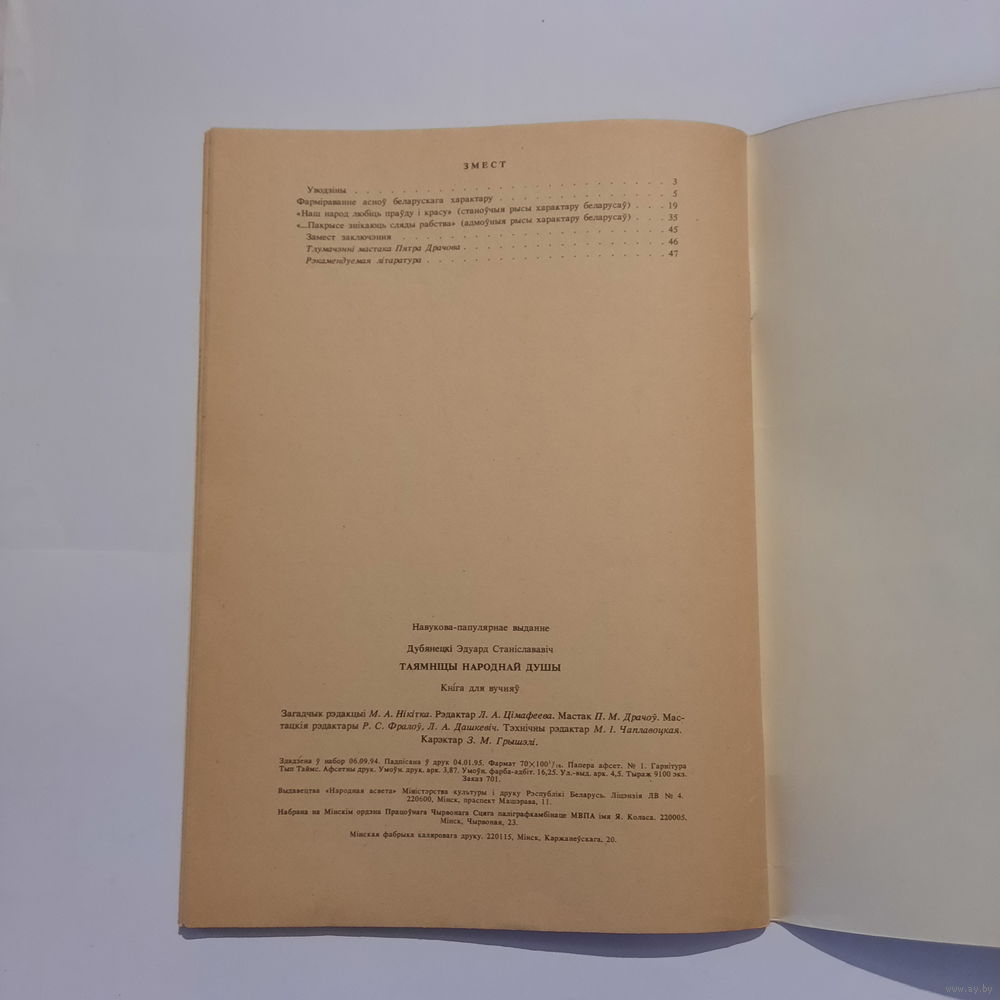 ЗМЕСТ
Уводзіны . . . . . . . . . . . . . . . . . . . . . . . . . 3
Фарміраванне асноў беларускага характару . . . . . . . . . . . . . 5
«Наш народ любіць праўду і красу» (станоўчыя рысы характару беларусаў) . . . 19
«...Пакрысе знікаюць сляды рабства» (адмоўныя рысы характару беларусаў) . . . 35
Замест заключэння . . . . . . . . . . . . . . . . . . . . . 45
Тлумачэнні мастака Пятра Драчова . . . . . . . . . . . . . . . . 46
Рэкамендуемая літаратура . . . . . . . . . . . . . . . . . . . 47
Навукова-папулярнае выданне
Дубянецкі Эдуард Станіслававіч
ТАЯМНІЦЫ НАРОДНАЙ ДУШЫ
Кніга для вучняў
Загадчык рэдакцыі М. А. Нікітка. Рэдактар Л. А. Цімафеева. Мастак П. М. Драчоў. Мас-
тацкія рэдактары Р. С. Фралоў, Л. А. Дашкевіч. Тэхнічны рэдактар М. І. Чаплавоцкая.
Карэктар З. М. Грышэлі.
Здадзена ў набор 06.09.94. Падпісана ў друк 04.01.95. Фармат 70×100¹/₁₆. Папера афсет. № 1. Гарнітура
Тып Таймс. Афсетны друк. Умоўн. друк. арк. 3,87. Умоўн. фарба-адбіт. 16,25. Ул.-выд. арк. 4,5. Тыраж 9100 экз.
Заказ 701.
Выдавецтва «Народная асвета» Міністэрства культуры і друку Рэспублікі Беларусь. Ліцэнзія ЛВ № 4.
220600, Мінск, праспект Машэрава, 11.
Набрана на Мінскім ордэна Працоўнага Чырвонага Сцяга паліграфкамбінаце МВПА імя Я. Коласа. 220005,
Мінск, Чырвоная, 23.
Мінская фабрыка каляровага друку. 220115, Мінск, Каржанеўскага, 20.
www.ay.by